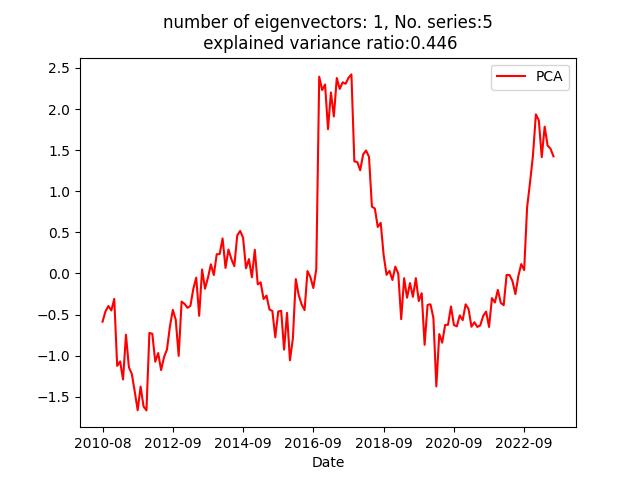 number of eigenvectors: 1, No. series:5
explained variance ratio:0.446
PCA
2.5
2.0
1.5
1.0
0.5
0.0
−0.5
−1.0
−1.5
2010-08 2012-09 2014-09 2016-09 2018-09 2020-09 2022-09
Date